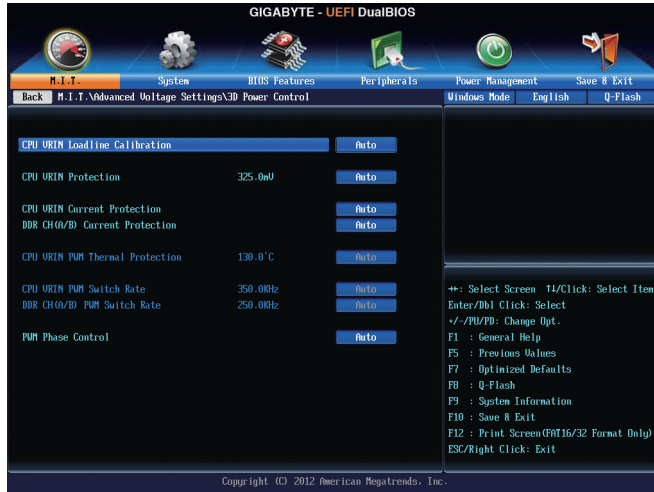 GIGABYTE - UEFI DualBIOS
M.I.T. System BIOS Features Peripherals Power Management Save & Exit
Back M.I.T.\Advanced Voltage Settings\3D Power Control Windows Mode English Q-Flash
CPU VRIN Loadline Calibration Auto
CPU VRIN Protection 325.0mV Auto
CPU VRIN Current Protection Auto
DDR CH(A/B) Current Protection Auto
CPU VRIN PWM Thermal Protection 130.0°C Auto
CPU VRIN PWM Switch Rate 350.0KHz Auto
DDR CH(A/B) PWM Switch Rate 250.0KHz Auto
PWM Phase Control Auto
→←: Select Screen ↑↓/Click: Select Item
Enter/Dbl Click: Select
+/-/PU/PD: Change Opt.
F1 : General Help
F5 : Previous Values
F7 : Optimized Defaults
F8 : Q-Flash
F9 : System Information
F10 : Save & Exit
F12 : Print Screen(FAT16/32 Format Only)
ESC/Right Click: Exit
Copyright (C) 2012 American Megatrends, Inc.